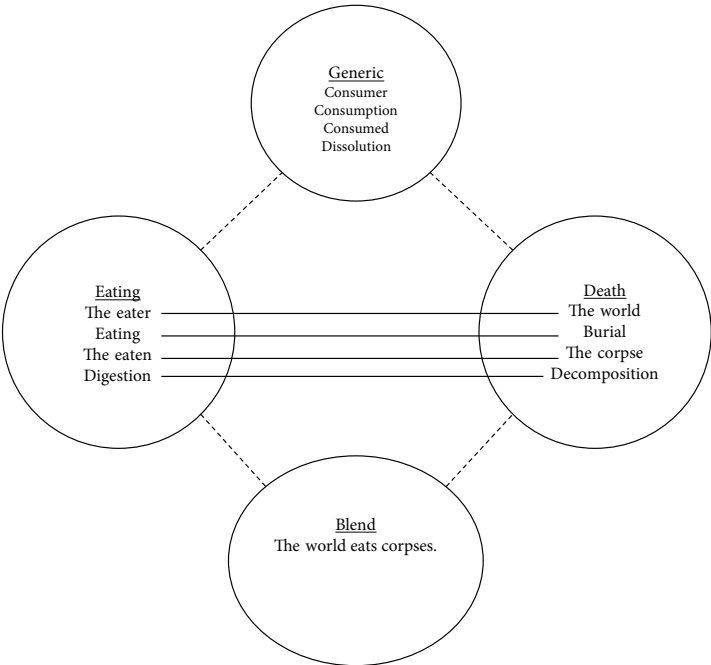 Generic
Consumer
Consumption
Consumed
Dissolution
Eating
The eater
Eating
The eaten
Digestion
Death
The world
Burial
The corpse
Decomposition
Blend
The world eats corpses.